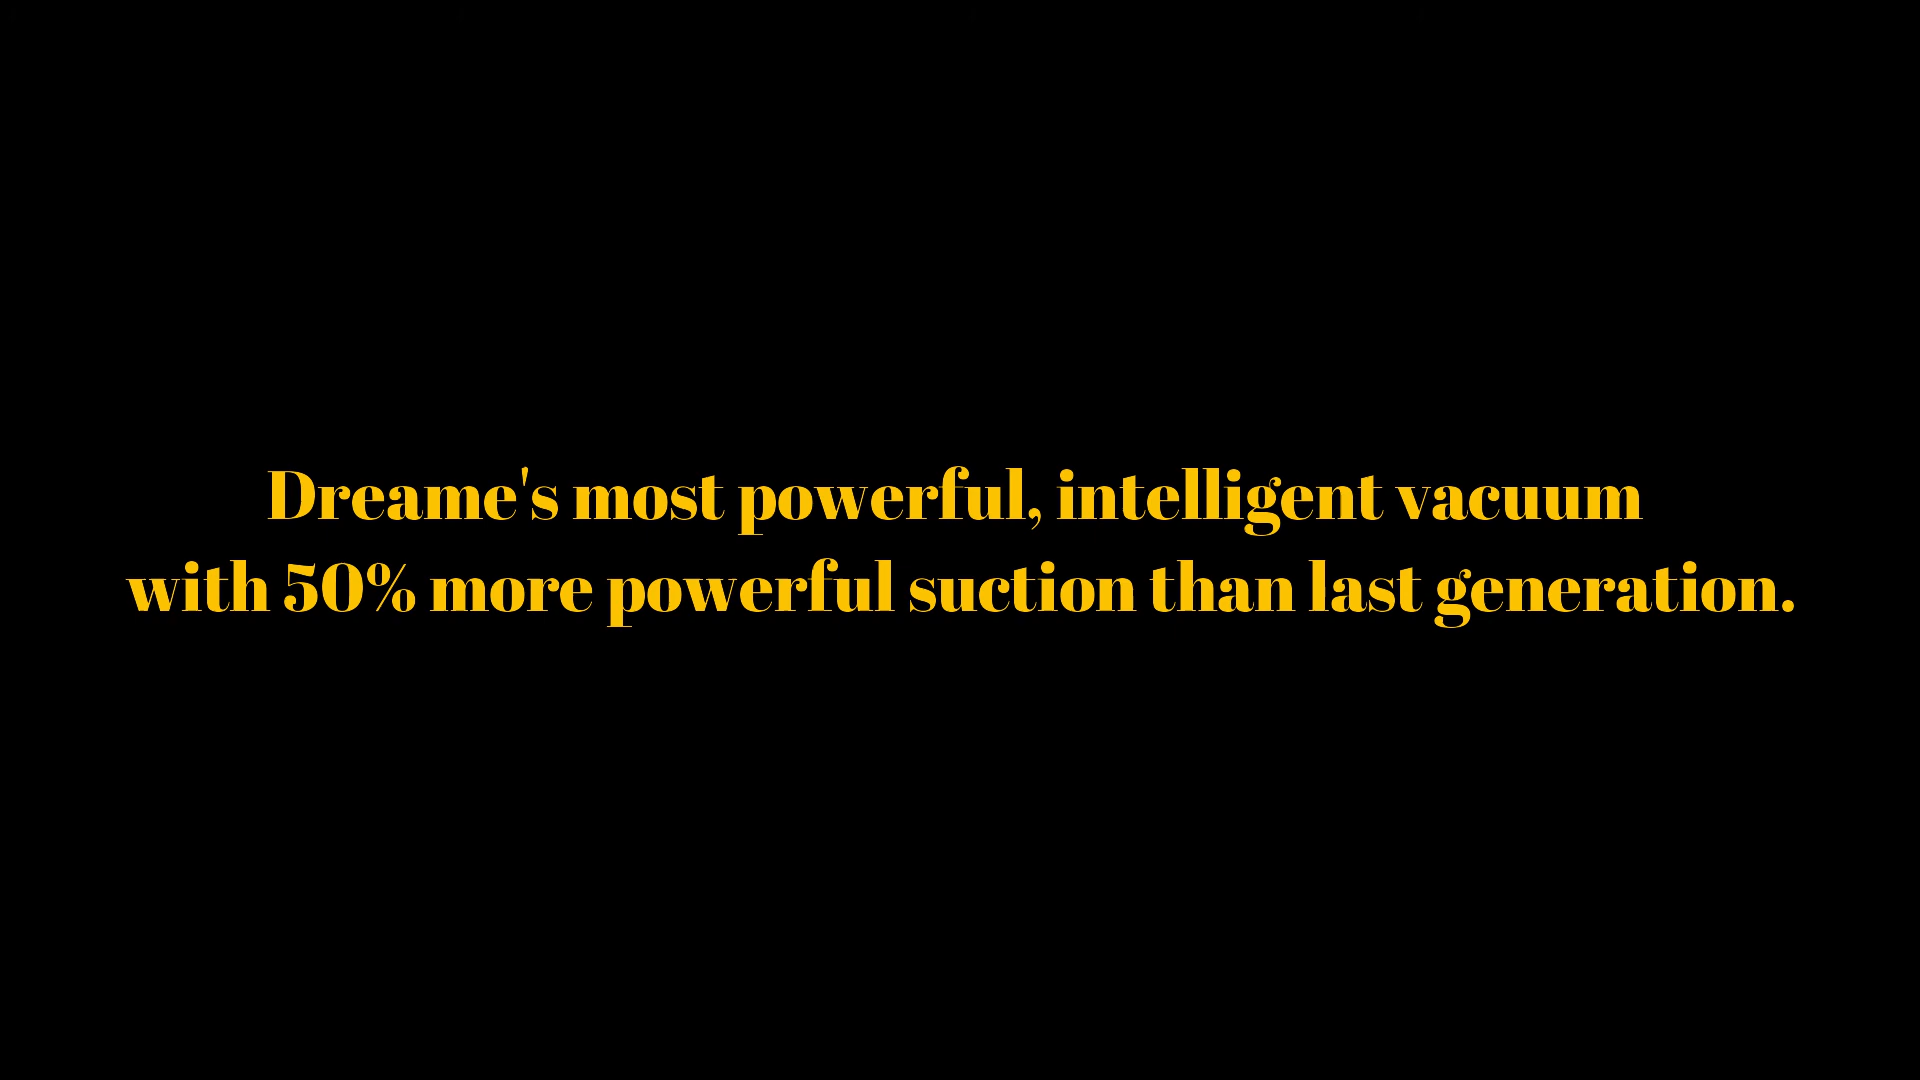 Dreame's most powerful, intelligent vacuum
with 50% more powerful suction than last generation.